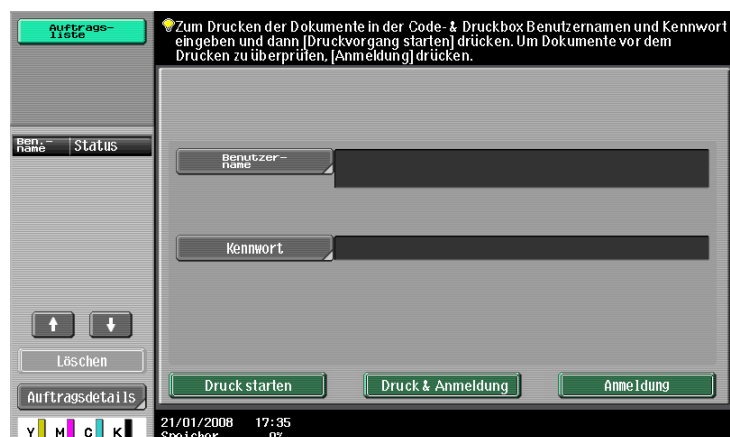 Auftrags-
liste
Zum Drucken der Dokumente in der Code- & Druckbox Benutzernamen und Kennwort
eingeben und dann [Druckvorgang starten] drücken. Um Dokumente vor dem
Drucken zu überprüfen, [Anmeldung] drücken.
Ben.-
name
Status
Benutzer-
name
Kennwort
Löschen
Auftragsdetails
Druck starten
Druck & Anmeldung
Anmeldung
Y M C K
21/01/2008 17:35
Speicher 0%